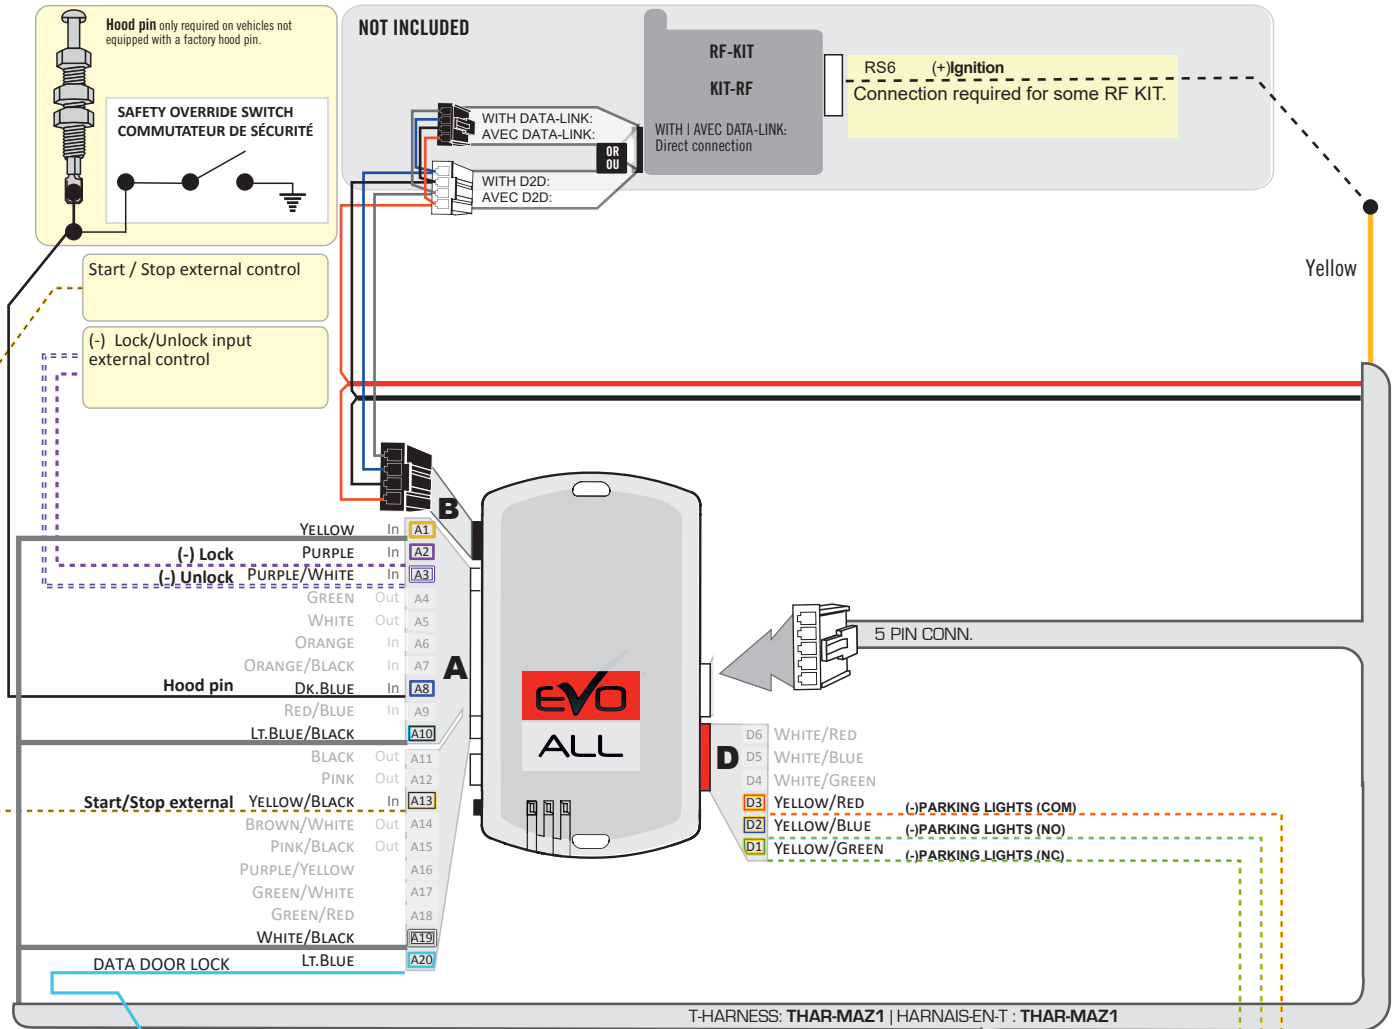 Hood pin only required on vehicles not
equipped with a factory hood pin.
SAFETY OVERRIDE SWITCH
COMMUTATEUR DE SÉCURITÉ
NOT INCLUDED
RF-KIT
KIT-RF
WITH | AVEC DATA-LINK:
Direct connection
WITH DATA-LINK:
AVEC DATA-LINK:
OR
OU
WITH D2D:
AVEC D2D:
RS6 (+)Ignition
Connection required for some RF KIT.
Yellow
Start / Stop external control
(-) Lock/Unlock input
external control
B
YELLOW In A1
(-) Lock PURPLE In A2
(-) Unlock PURPLE/WHITE In A3
GREEN Out A4
WHITE Out A5
ORANGE In A6
ORANGE/BLACK In A7
A
Hood pin DK.BLUE In A8
RED/BLUE In A9
LT.BLUE/BLACK A10
BLACK Out A11
PINK Out A12
Start/Stop external YELLOW/BLACK In A13
BROWN/WHITE Out A14
PINK/BLACK Out A15
PURPLE/YELLOW A16
GREEN/WHITE A17
GREEN/RED A18
WHITE/BLACK A19
DATA DOOR LOCK LT.BLUE A20
EVO
ALL
5 PIN CONN.
D
D6 WHITE/RED
D5 WHITE/BLUE
D4 WHITE/GREEN
D3 YELLOW/RED (-)PARKING LIGHTS (COM)
D2 YELLOW/BLUE (-)PARKING LIGHTS (NO)
D1 YELLOW/GREEN (-)PARKING LIGHTS (NC)
T-HARNESS: THAR-MAZ1 | HARNAIS-EN-T : THAR-MAZ1